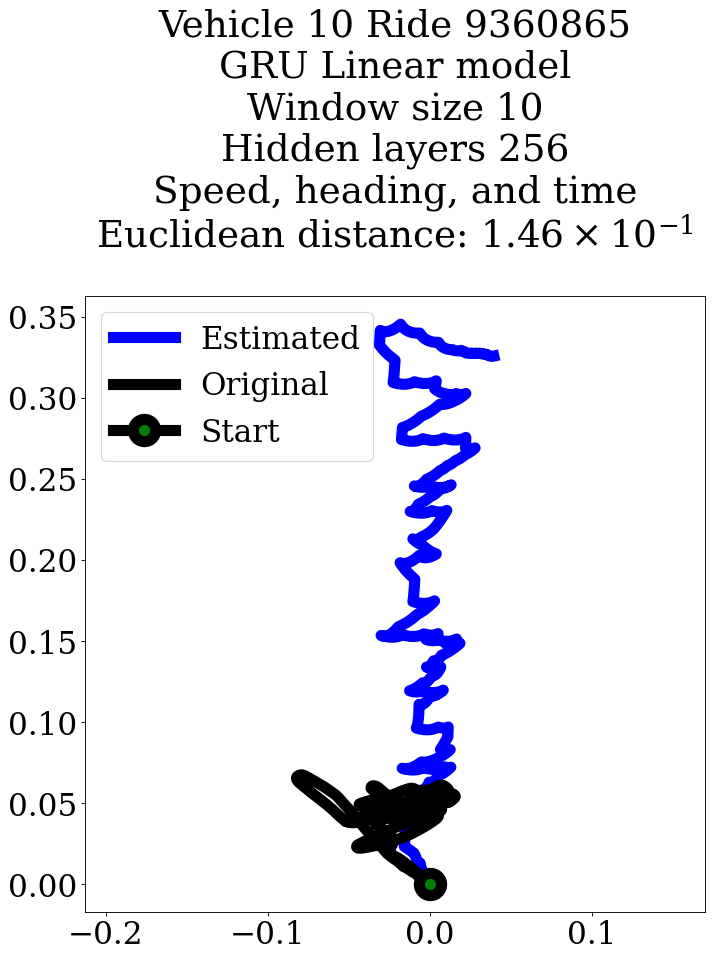 Vehicle 10 Ride 9360865
GRU Linear model
Window size 10
Hidden layers 256
Speed, heading, and time
Euclidean distance: 1.46 × 10⁻¹
Estimated
Original
Start
0.35
0.30
0.25
0.20
0.15
0.10
0.05
0.00
−0.2 −0.1 0.0 0.1